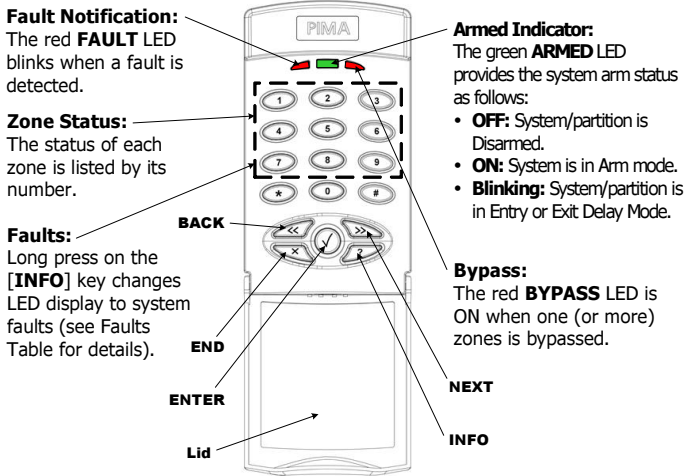 Fault Notification:
The red FAULT LED
blinks when a fault is
detected.
Zone Status:
The status of each
zone is listed by its
number.
Faults:
Long press on the
[INFO] key changes
LED display to system
faults (see Faults
Table for details).
PIMA
1 2 3
4 5 6
7 8 9
* 0 #
<< >>
× √ ?
BACK
END
ENTER
Lid
Armed Indicator:
The green ARMED LED
provides the system arm status
as follows:
• OFF: System/partition is
Disarmed.
• ON: System is in Arm mode.
• Blinking: System/partition is
in Entry or Exit Delay Mode.
Bypass:
The red BYPASS LED is
ON when one (or more)
zones is bypassed.
NEXT
INFO